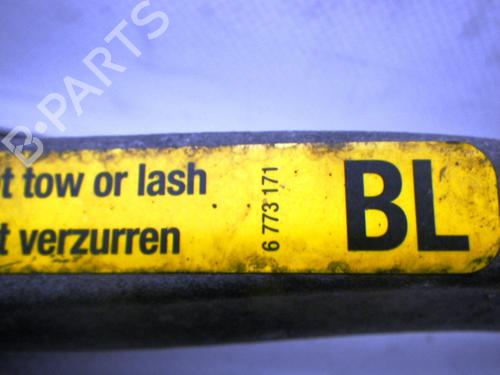 B-PARTS
tow or lash
verzurren
6 773 171
BL